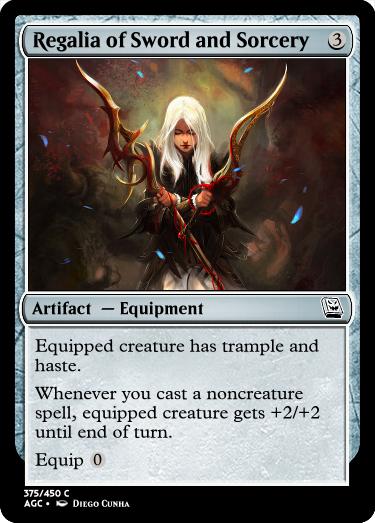 Regalia of Sword and Sorcery 3
Artifact — Equipment
Equipped creature has trample and
haste.
Whenever you cast a noncreature
spell, equipped creature gets +2/+2
until end of turn.
Equip 0
375/450 C
AGC • Diego Cunha